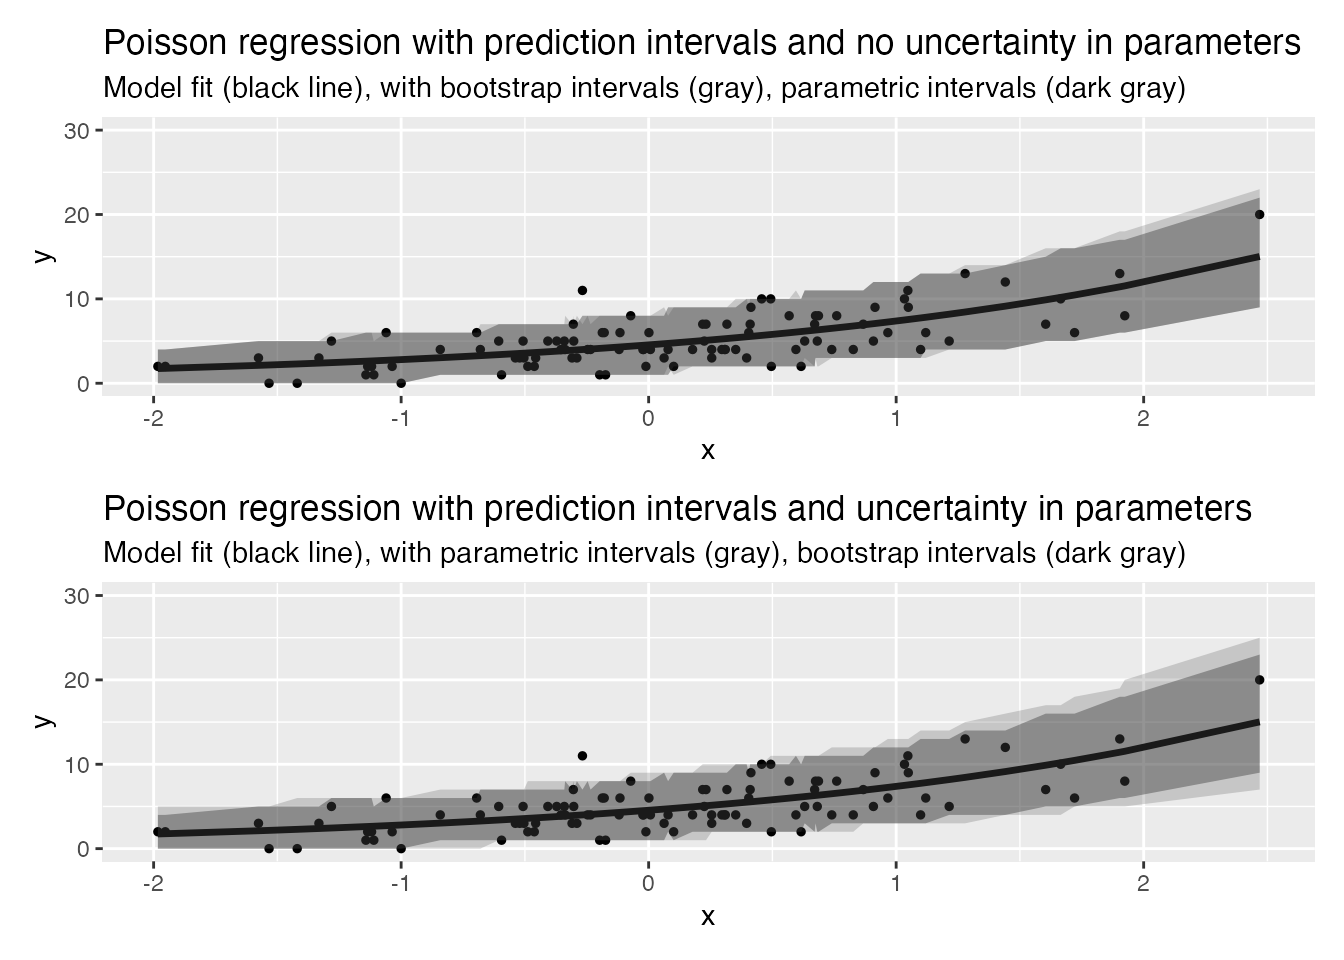 Poisson regression with prediction intervals and no uncertainty in parameters
Model fit (black line), with bootstrap intervals (gray), parametric intervals (dark gray)
30
20
10
0
y
-2 -1 0 1 2
x
Poisson regression with prediction intervals and uncertainty in parameters
Model fit (black line), with parametric intervals (gray), bootstrap intervals (dark gray)
30
20
10
0
y
-2 -1 0 1 2
x